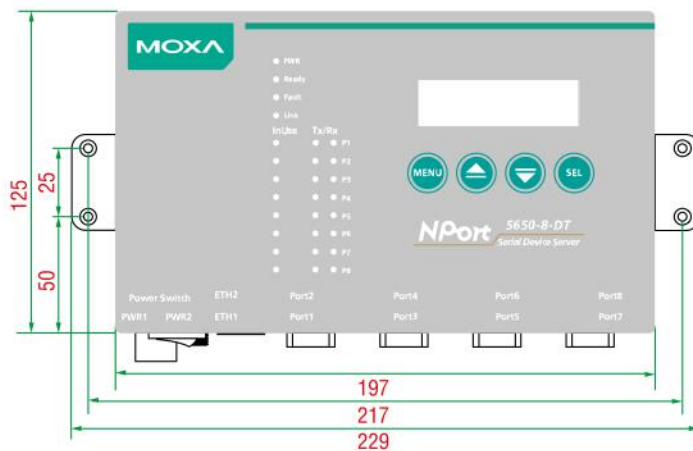 MOXA
PWR
Ready
Fault
Link
InUse Tx/Rx
P1
P2
P3
P4
P5
P6
P7
P8
MENU
SEL
NPort 5650-8-DT
Serial Device Server
Power Switch ETH2 Port2 Port4 Port6 Port8
PWR1 PWR2 ETH1 Port1 Port3 Port5 Port7
125
25
50
197
217
229